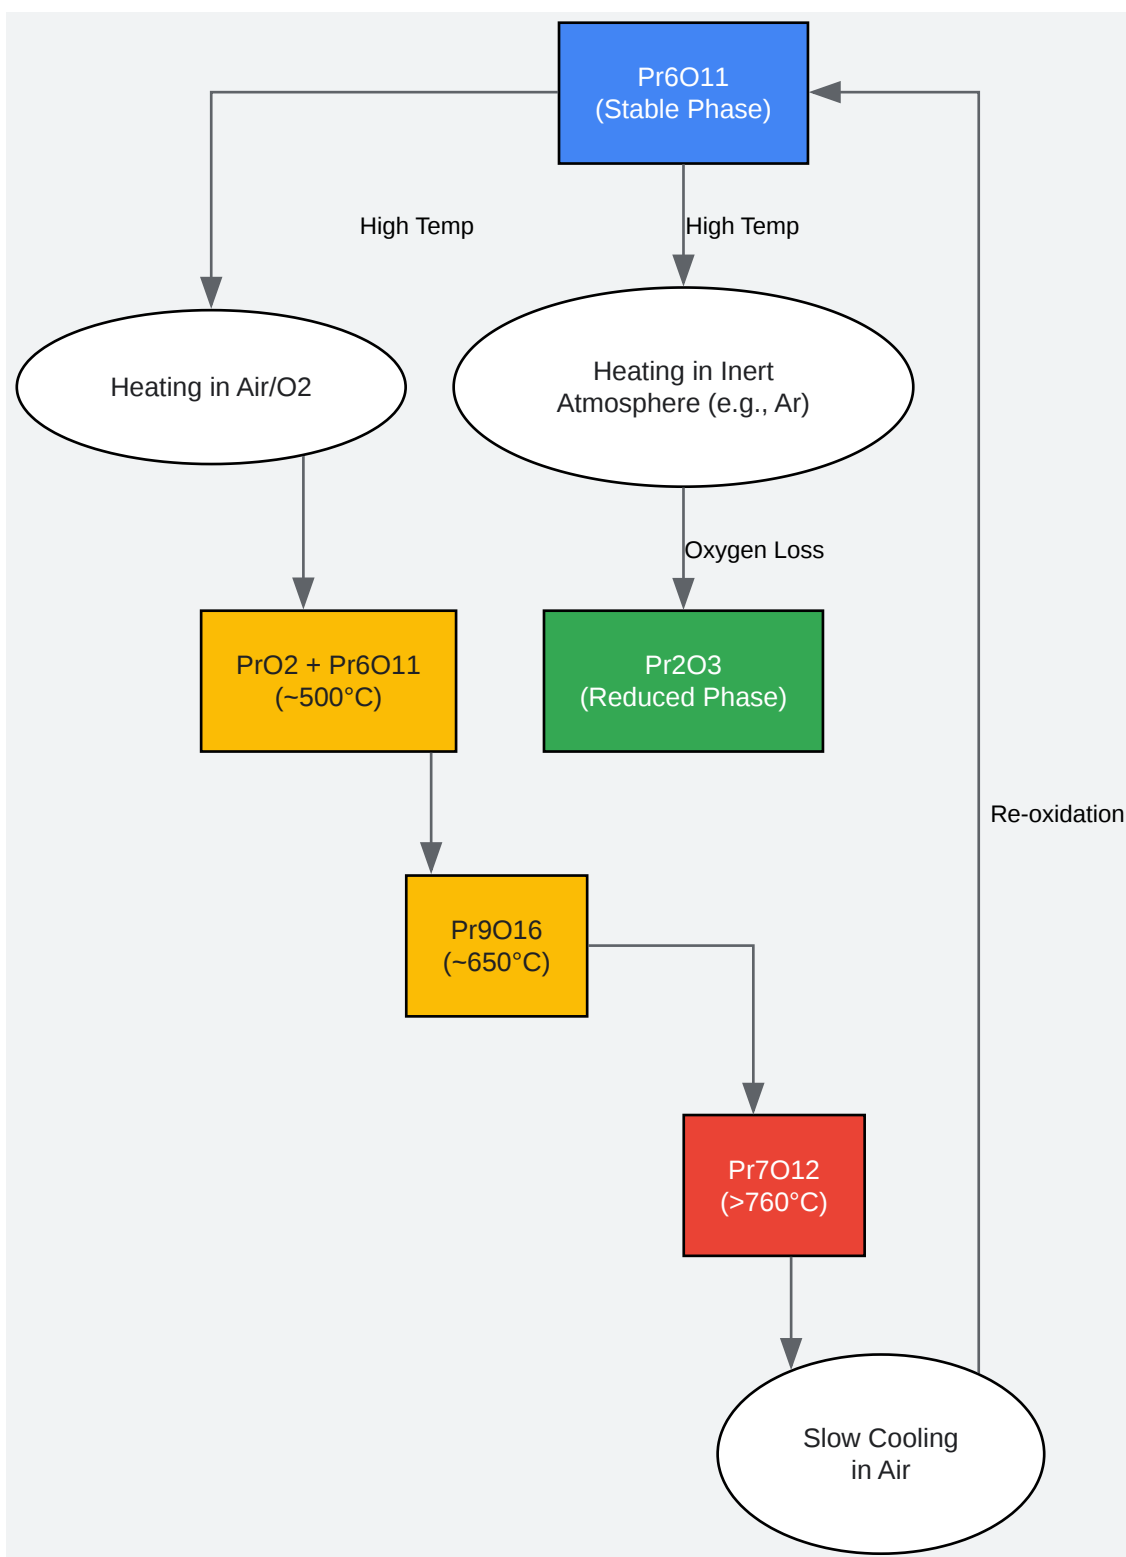 Pr6O11
(Stable Phase)
High Temp
High Temp
Heating in Air/O2
Heating in Inert
Atmosphere (e.g., Ar)
Oxygen Loss
PrO2 + Pr6O11
(~500°C)
Pr2O3
(Reduced Phase)
Re-oxidation
Pr9O16
(~650°C)
Pr7O12
(>760°C)
Slow Cooling
in Air